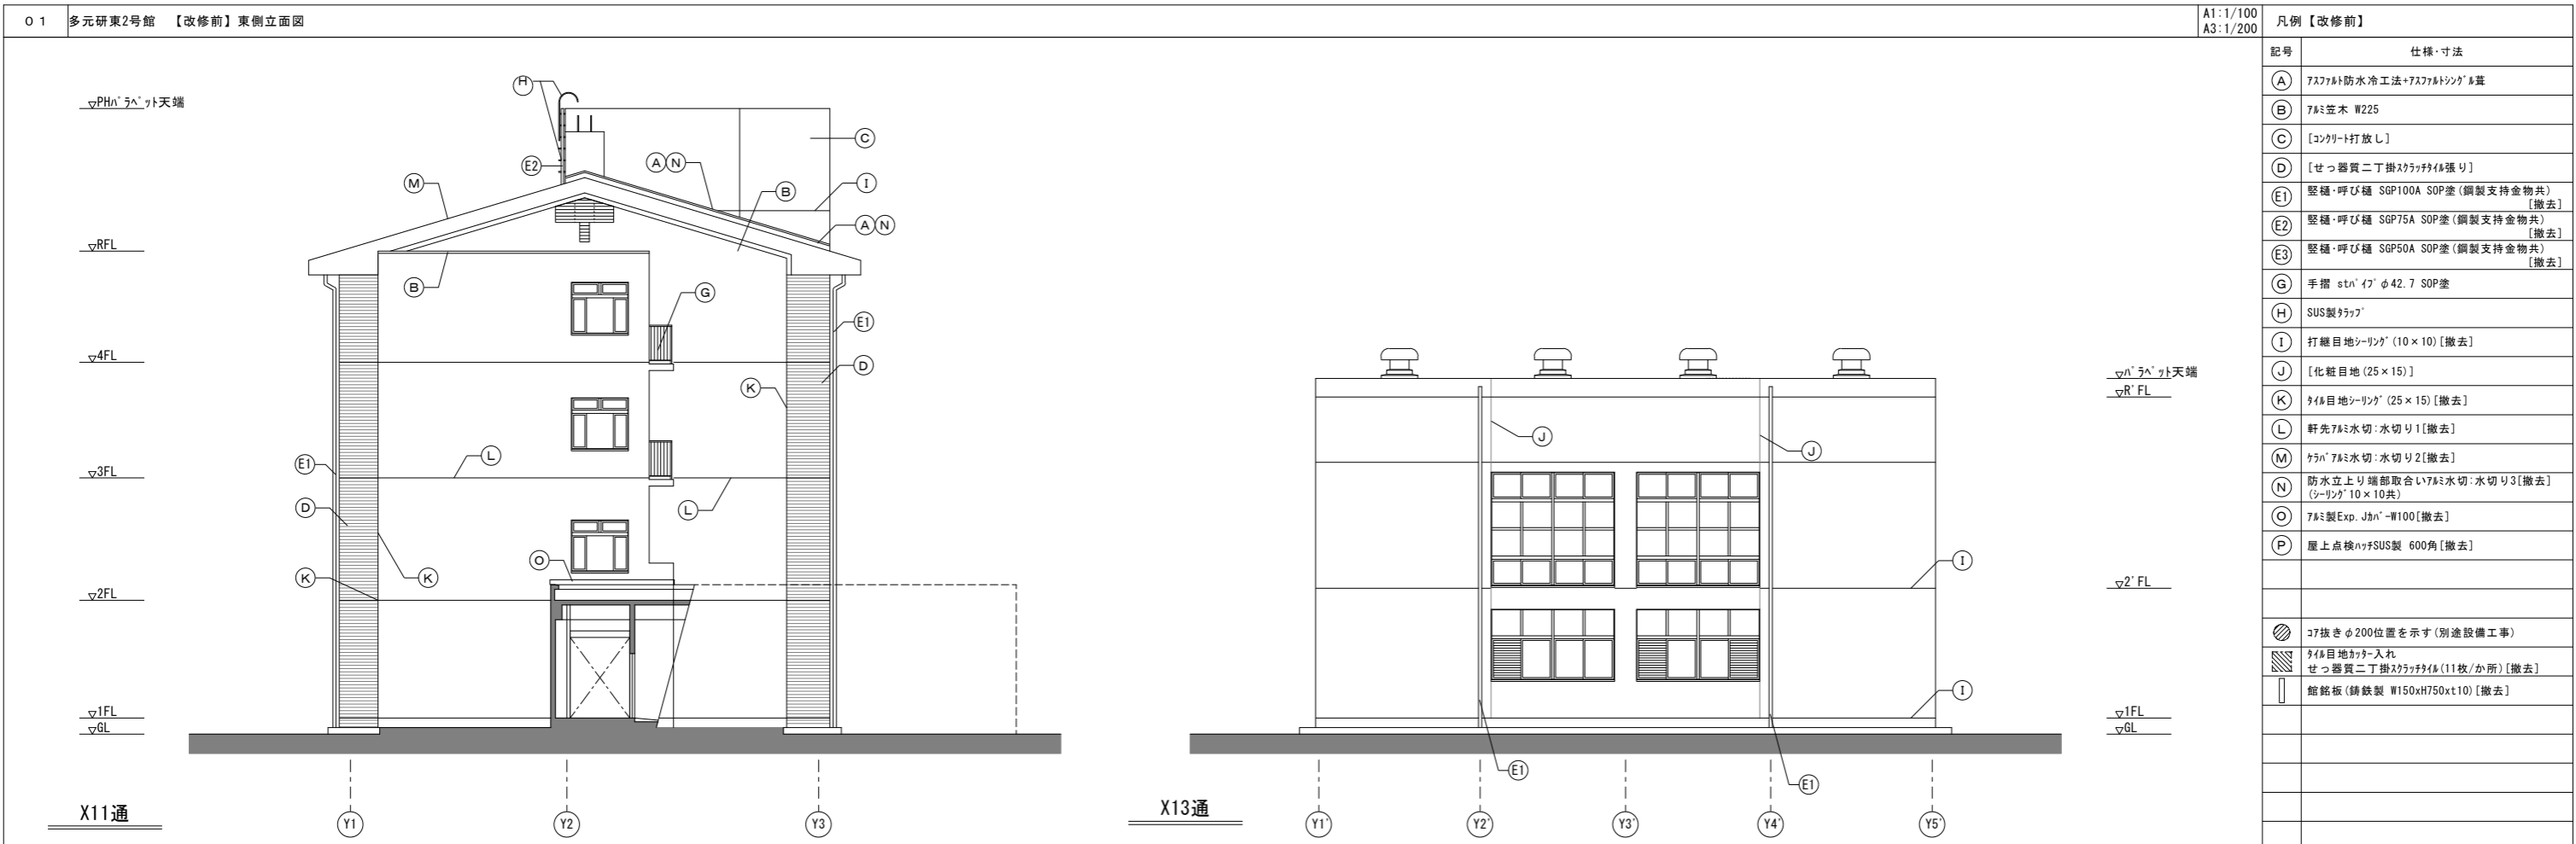 01 多元研東2号館 【改修前】東側立面図
A1:1/100
A3:1/200
凡例【改修前】
記号 仕様・寸法
A ｱｽﾌｧﾙﾄ防水冷工法+ｱｽﾌｧﾙﾄｼﾝｸﾞﾙ葺
B ｱﾙﾐ笠木 W225
C [ｺﾝｸﾘｰﾄ打放し]
D [せっ器質二丁掛ｽｸﾗｯﾁﾀｲﾙ張り]
E1 竪樋・呼び樋 SGP100A SOP塗(鋼製支持金物共)
[撤去]
E2 竪樋・呼び樋 SGP75A SOP塗(鋼製支持金物共)
[撤去]
E3 竪樋・呼び樋 SGP50A SOP塗(鋼製支持金物共)
[撤去]
G 手摺 stﾊﾟｲﾌﾟφ42.7 SOP塗
H SUS製ﾀﾗｯﾌﾟ
I 打継目地ｼｰﾘﾝｸﾞ(10×10)[撤去]
J [化粧目地(25×15)]
K ﾀｲﾙ目地ｼｰﾘﾝｸﾞ(25×15)[撤去]
L 軒先ｱﾙﾐ水切:水切り1[撤去]
M ｹﾗﾊﾞｱﾙﾐ水切:水切り2[撤去]
N 防水立上り端部取合いｱﾙﾐ水切:水切り3[撤去]
(ｼｰﾘﾝｸﾞ10×10共)
O ｱﾙﾐ製Exp.Jｶﾊﾞｰ-W100[撤去]
P 屋上点検ﾊｯﾁSUS製 600角[撤去]
ｺｱ抜きφ200位置を示す(別途設備工事)
ﾀｲﾙ目地ｶｯﾀｰ入れ
せっ器質二丁掛ｽｸﾗｯﾁﾀｲﾙ(11枚/か所)[撤去]
館銘板(鋳鉄製 W150xH750xt10)[撤去]
▽PHﾊﾟﾗﾍﾟｯﾄ天端
▽RFL
▽4FL
▽3FL
▽2FL
▽1FL
▽GL
H
E2
C
A N
M
B
I
A N
B
G
E1
D
K
L
E1
L
D
O
K
K
X11通
Y1
Y2
Y3
▽ﾊﾟﾗﾍﾟｯﾄ天端
▽R'FL
▽2'FL
▽1FL
▽GL
J
J
I
I
E1
E1
X13通
Y1'
Y2'
Y3'
Y4'
Y5'